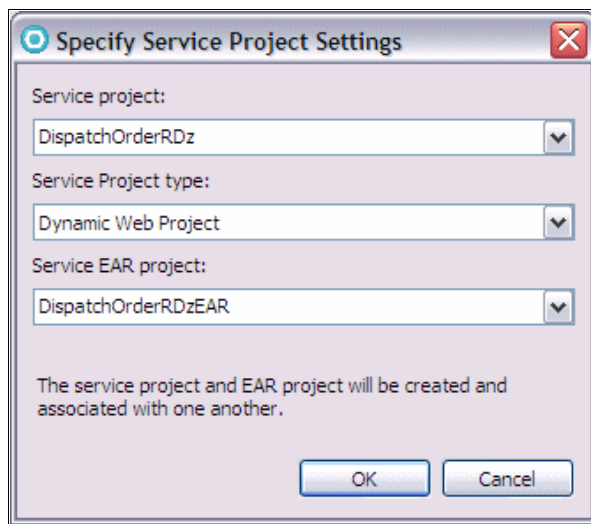 Specify Service Project Settings
Service project:
DispatchOrderRDz
Service Project type:
Dynamic Web Project
Service EAR project:
DispatchOrderRDzEAR
The service project and EAR project will be created and
associated with one another.
OK
Cancel